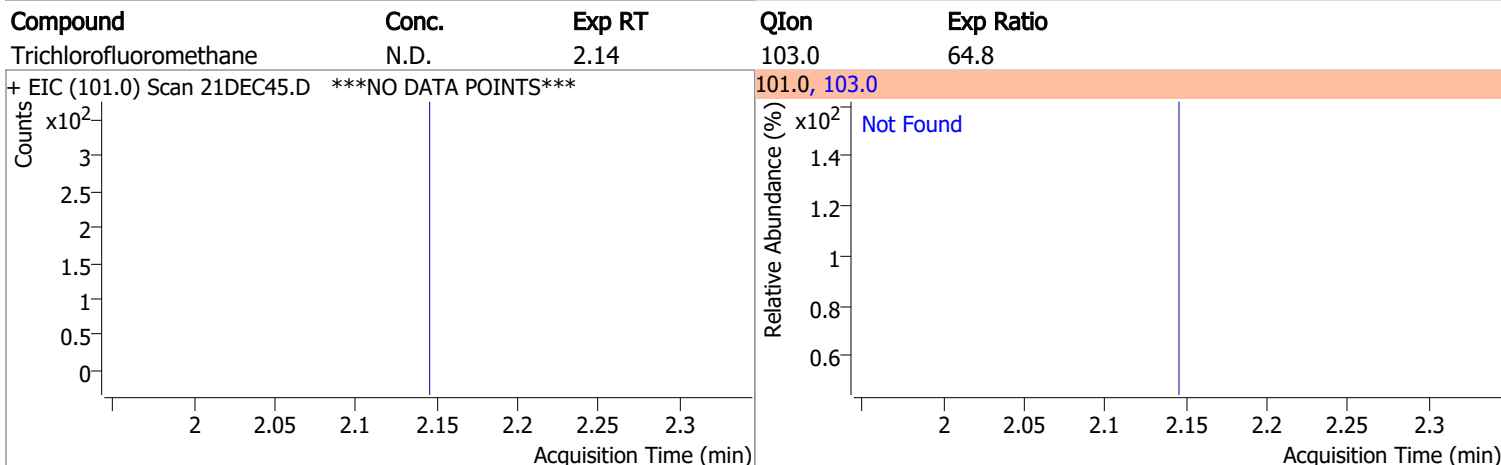 Compound Conc. Exp RT QIon Exp Ratio
Trichlorofluoromethane N.D. 2.14 103.0 64.8
+ EIC (101.0) Scan 21DEC45.D ***NO DATA POINTS***
Counts
x10²
3
2.5
2
1.5
1
0.5
0
2 2.05 2.1 2.15 2.2 2.25 2.3
Acquisition Time (min)
101.0, 103.0
Relative Abundance (%)
x10²
Not Found
1.4
1.2
1
0.8
0.6
2 2.05 2.1 2.15 2.2 2.25 2.3
Acquisition Time (min)